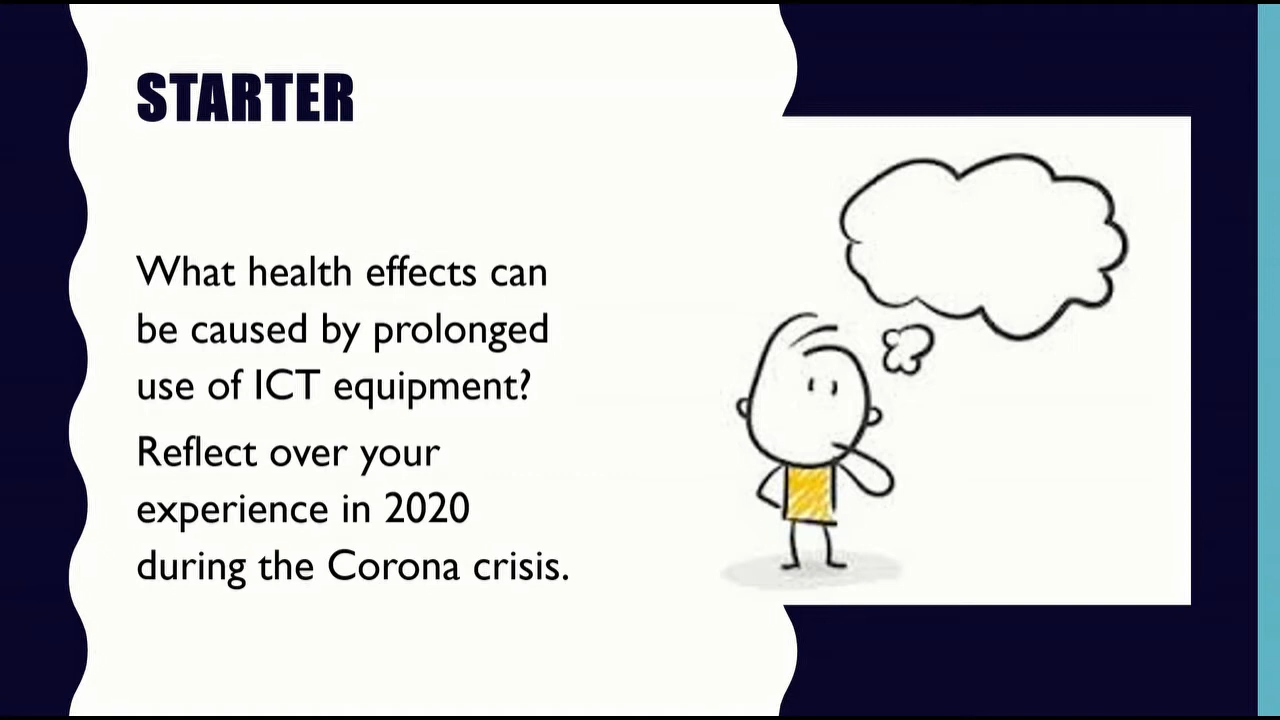 STARTER
What health effects can
be caused by prolonged
use of ICT equipment?
Reflect over your
experience in 2020
during the Corona crisis.